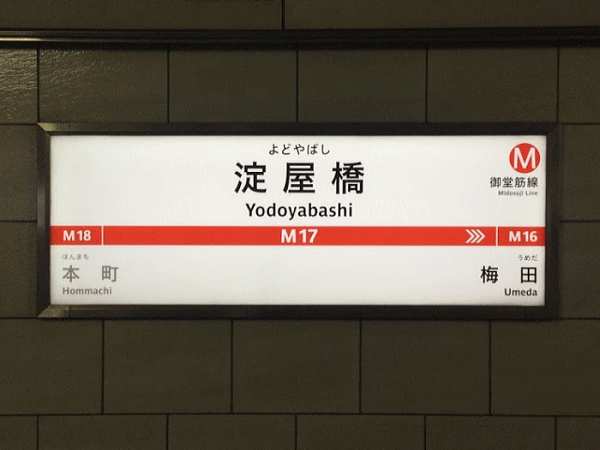 よどやばし
淀屋橋
Yodoyabashi
M
御堂筋線
Midosuji Line
M18 M17 M16
ほんまち
本町
Hommachi
うめだ
梅田
Umeda